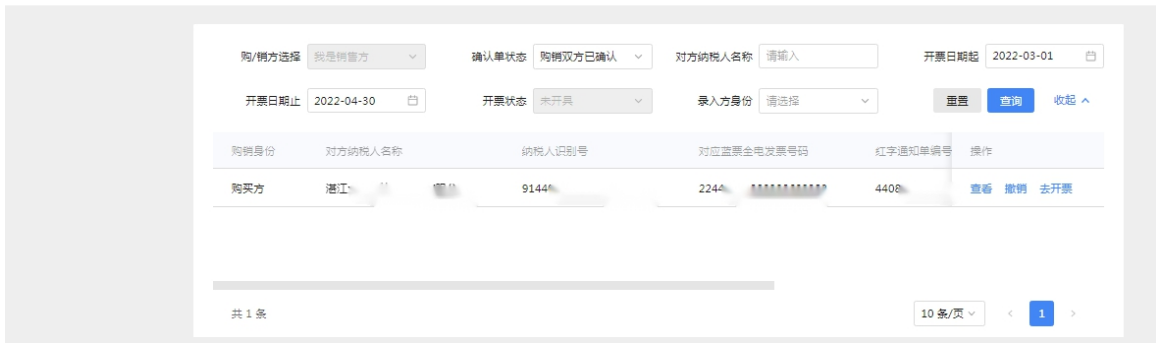 购/销方选择 我是销售方 确认单状态 购销双方已确认 对方纳税人名称 请输入 开票日期起 2022-03-01
开票日期止 2022-04-30 开票状态 未开具 录入方身份 请选择 重置 查询 收起
购销身份 对方纳税人名称 纳税人识别号 对应蓝票全电发票号码 红字通知单编号 操作
购买方 湛江 9144 224 4408 查看 撤销 去开票
共 1 条 10 条/页 1